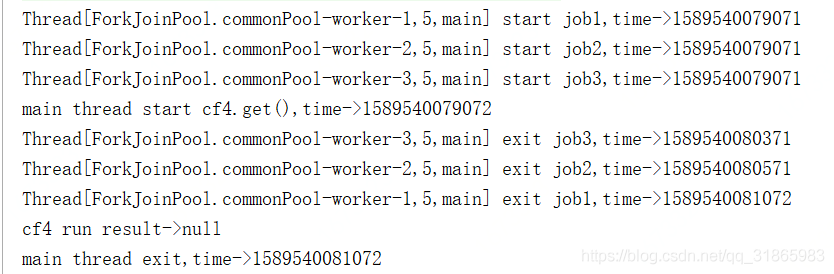 Thread[ForkJoinPool.commonPool-worker-1,5,main] start job1,time->1589540079071
Thread[ForkJoinPool.commonPool-worker-2,5,main] start job2,time->1589540079071
Thread[ForkJoinPool.commonPool-worker-3,5,main] start job3,time->1589540079071
main thread start cf4.get(),time->1589540079072
Thread[ForkJoinPool.commonPool-worker-3,5,main] exit job3,time->1589540080371
Thread[ForkJoinPool.commonPool-worker-2,5,main] exit job2,time->1589540080571
Thread[ForkJoinPool.commonPool-worker-1,5,main] exit job1,time->1589540081072
cf4 run result->null
main thread exit,time->1589540081072
https://blog.csdn.net/qq_31865983